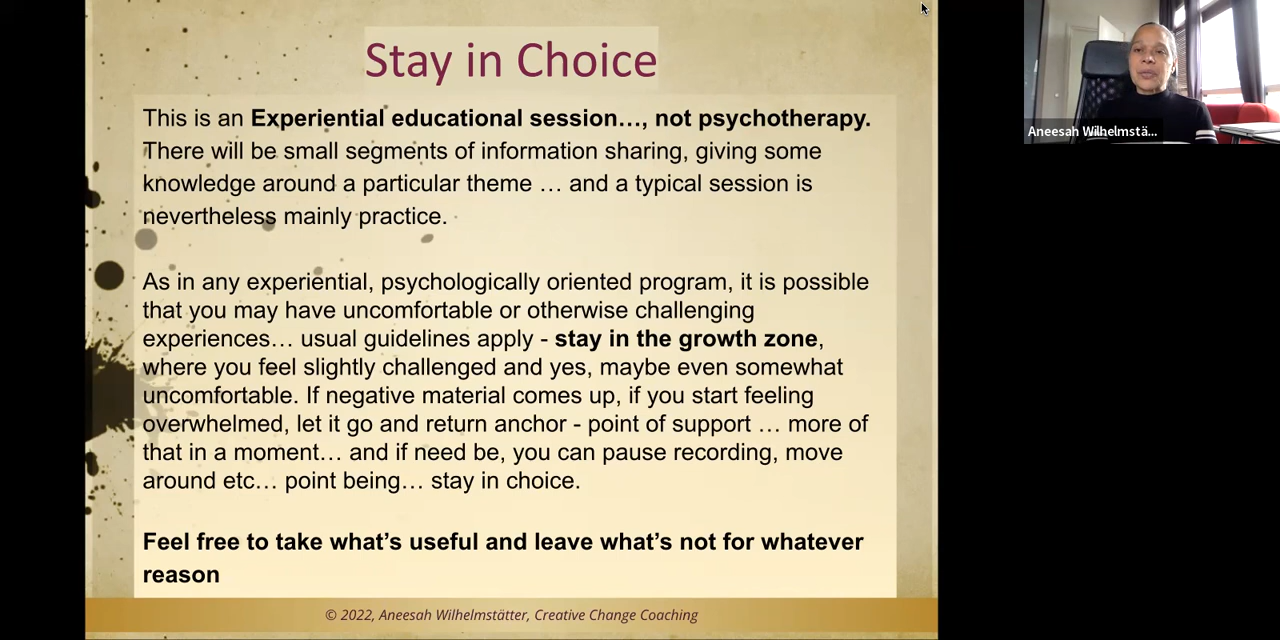 Stay in Choice
This is an Experiential educational session…, not psychotherapy.
There will be small segments of information sharing, giving some
knowledge around a particular theme … and a typical session is
nevertheless mainly practice.
As in any experiential, psychologically oriented program, it is possible
that you may have uncomfortable or otherwise challenging
experiences… usual guidelines apply - stay in the growth zone,
where you feel slightly challenged and yes, maybe even somewhat
uncomfortable. If negative material comes up, if you start feeling
overwhelmed, let it go and return anchor - point of support … more of
that in a moment… and if need be, you can pause recording, move
around etc… point being… stay in choice.
Feel free to take what’s useful and leave what’s not for whatever
reason
© 2022, Aneesah Wilhelmstätter, Creative Change Coaching
Aneesah Wilhelmstä...